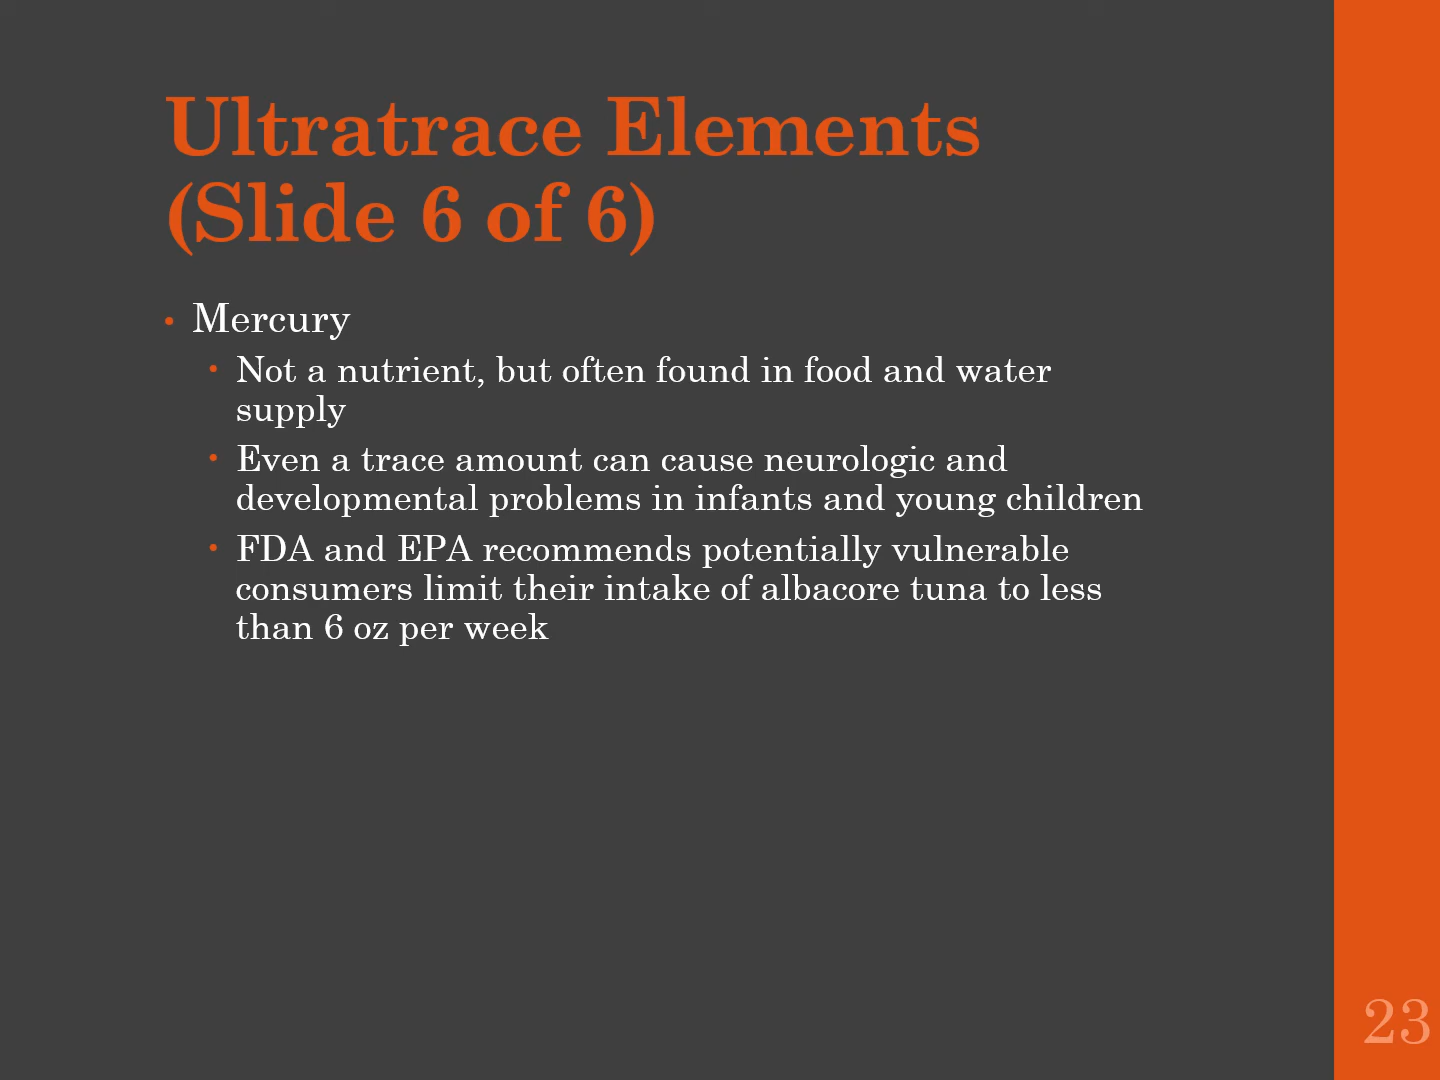 Ultratrace Elements
(Slide 6 of 6)
• Mercury
• Not a nutrient, but often found in food and water
supply
• Even a trace amount can cause neurologic and
developmental problems in infants and young children
• FDA and EPA recommends potentially vulnerable
consumers limit their intake of albacore tuna to less
than 6 oz per week
23